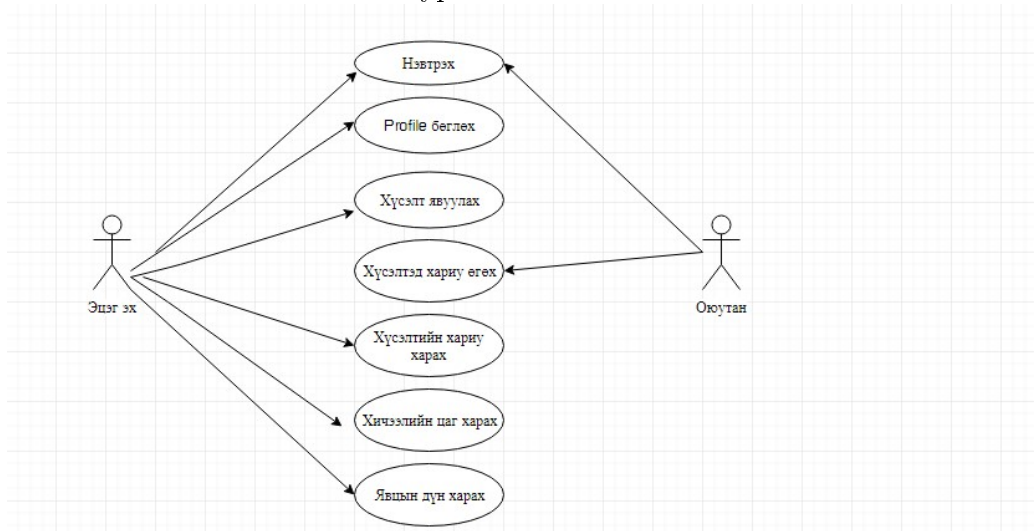 Нэвтрэх
Profile бөглөх
Хүсэлт явуулах
Хүсэлтэд хариу өгөх
Эцэг эх
Оюутан
Хүсэлтийн хариу
харах
Хичээлийн цаг харах
Явцын дүн харах